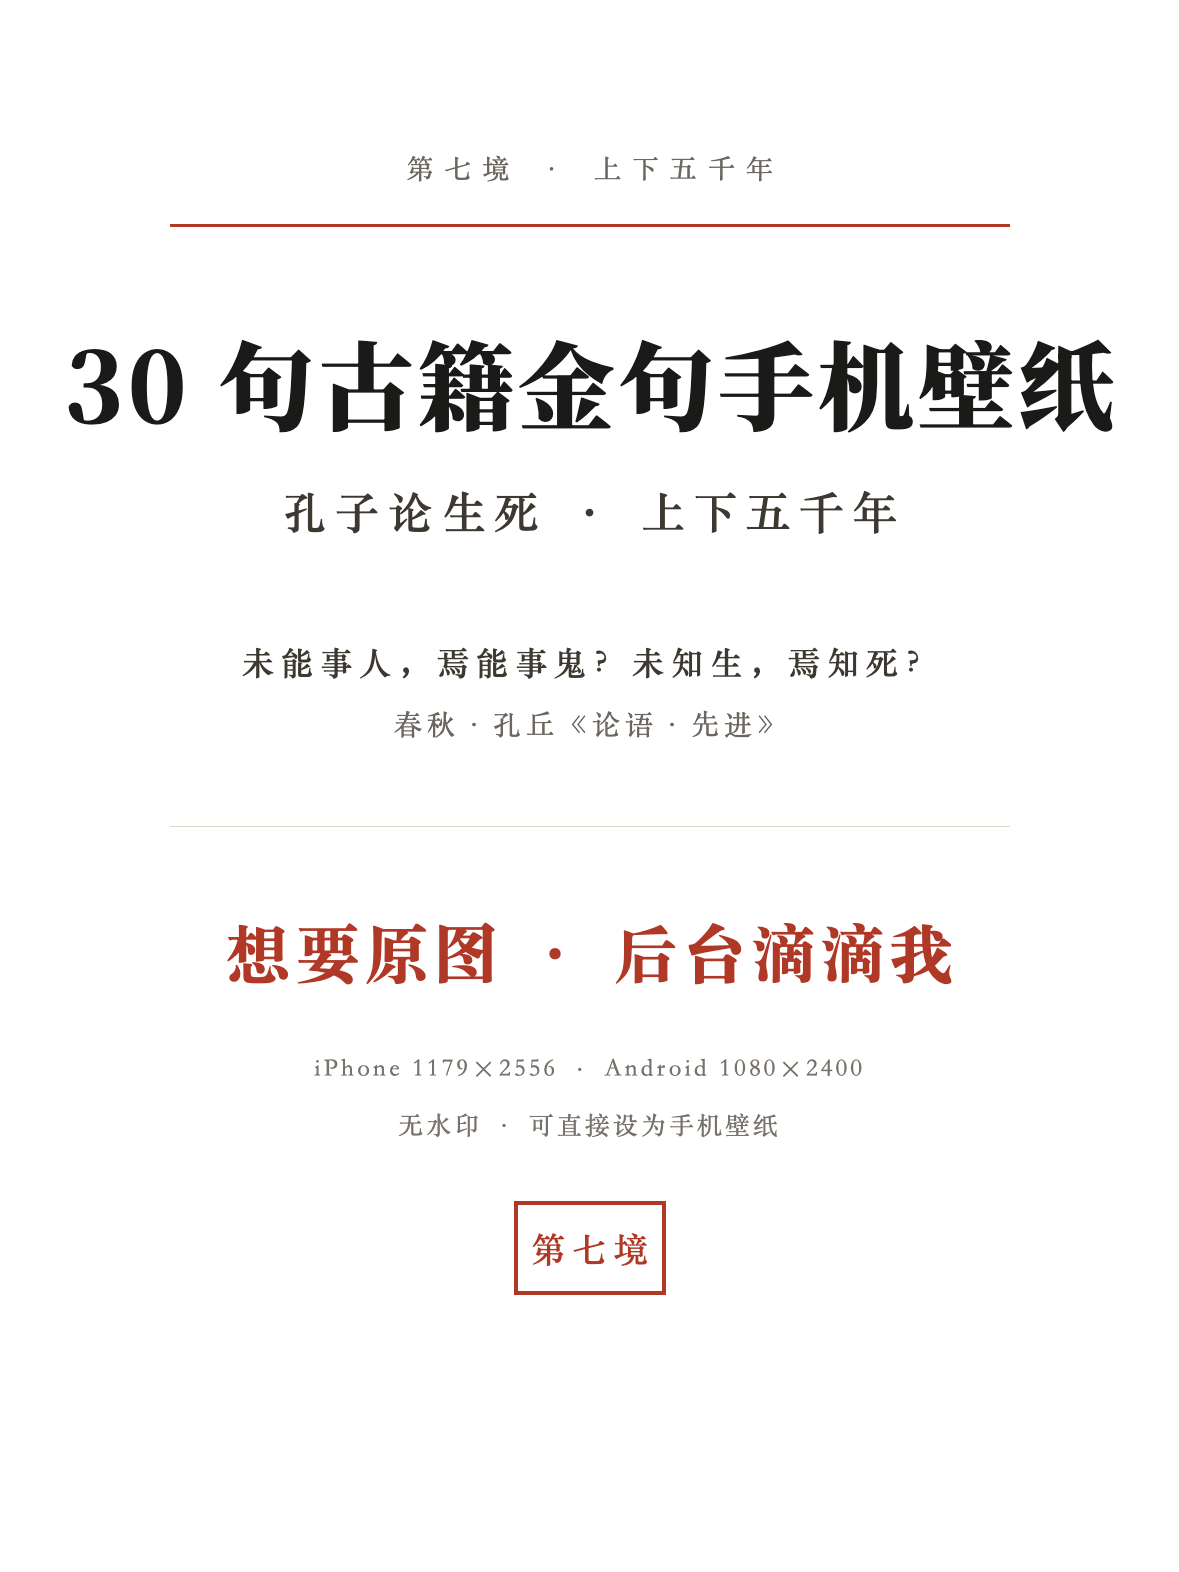 第七境 · 上下五千年
30 句古籍金句手机壁纸
孔子论生死 · 上下五千年
未能事人，焉能事鬼？未知生，焉知死？
春秋 · 孔丘《论语 · 先进》
想要原图 · 后台滴滴我
iPhone 1179×2556 · Android 1080×2400
无水印 · 可直接设为手机壁纸
第七境